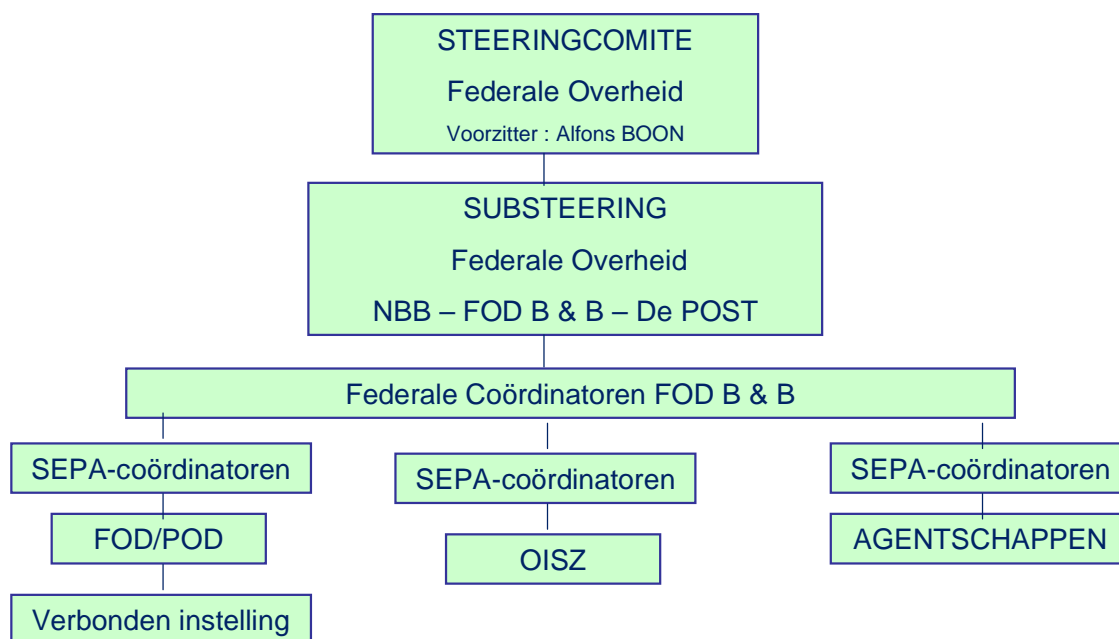 STEERINGCOMITE
Federale Overheid
Voorzitter : Alfons BOON
SUBSTEERING
Federale Overheid
NBB – FOD B & B – De POST
Federale Coördinatoren FOD B & B
SEPA-coördinatoren
FOD/POD
Verbonden instelling
SEPA-coördinatoren
OISZ
SEPA-coördinatoren
AGENTSCHAPPEN